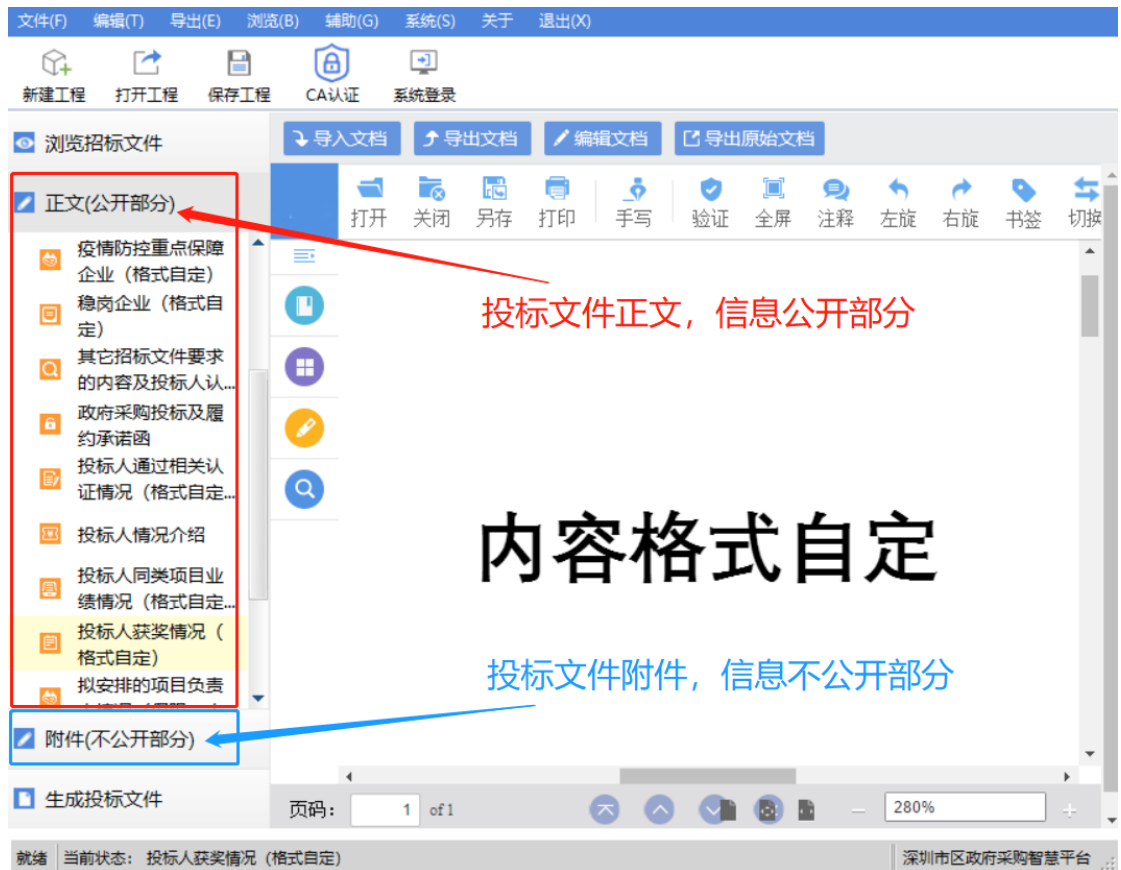 文件(F) 编辑(T) 导出(E) 浏览(B) 辅助(G) 系统(S) 关于 退出(X)
新建工程 打开工程 保存工程 CA认证 系统登录
浏览招标文件
导入文档 导出文档 编辑文档 导出原始文档
正文(公开部分)
打开 关闭 另存 打印 手写 验证 全屏 注释 左旋 右旋 书签 切换
疫情防控重点保障
企业（格式自定）
稳岗企业（格式自
定）
其它招标文件要求
的内容及投标人认...
政府采购投标及履
约承诺函
投标人通过相关认
证情况（格式自定...
投标人情况介绍
投标人同类项目业
绩情况（格式自定...
投标人获奖情况（
格式自定）
拟安排的项目负责
投标文件正文，信息公开部分
内容格式自定
投标文件附件，信息不公开部分
附件(不公开部分)
生成投标文件
页码： 1 of 1 280%
就绪 当前状态： 投标人获奖情况（格式自定） 深圳市区政府采购智慧平台